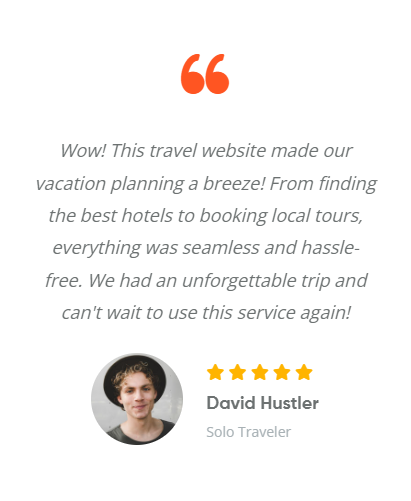 Wow! This travel website made our
vacation planning a breeze! From finding
the best hotels to booking local tours,
everything was seamless and hassle-
free. We had an unforgettable trip and
can't wait to use this service again!
David Hustler
Solo Traveler